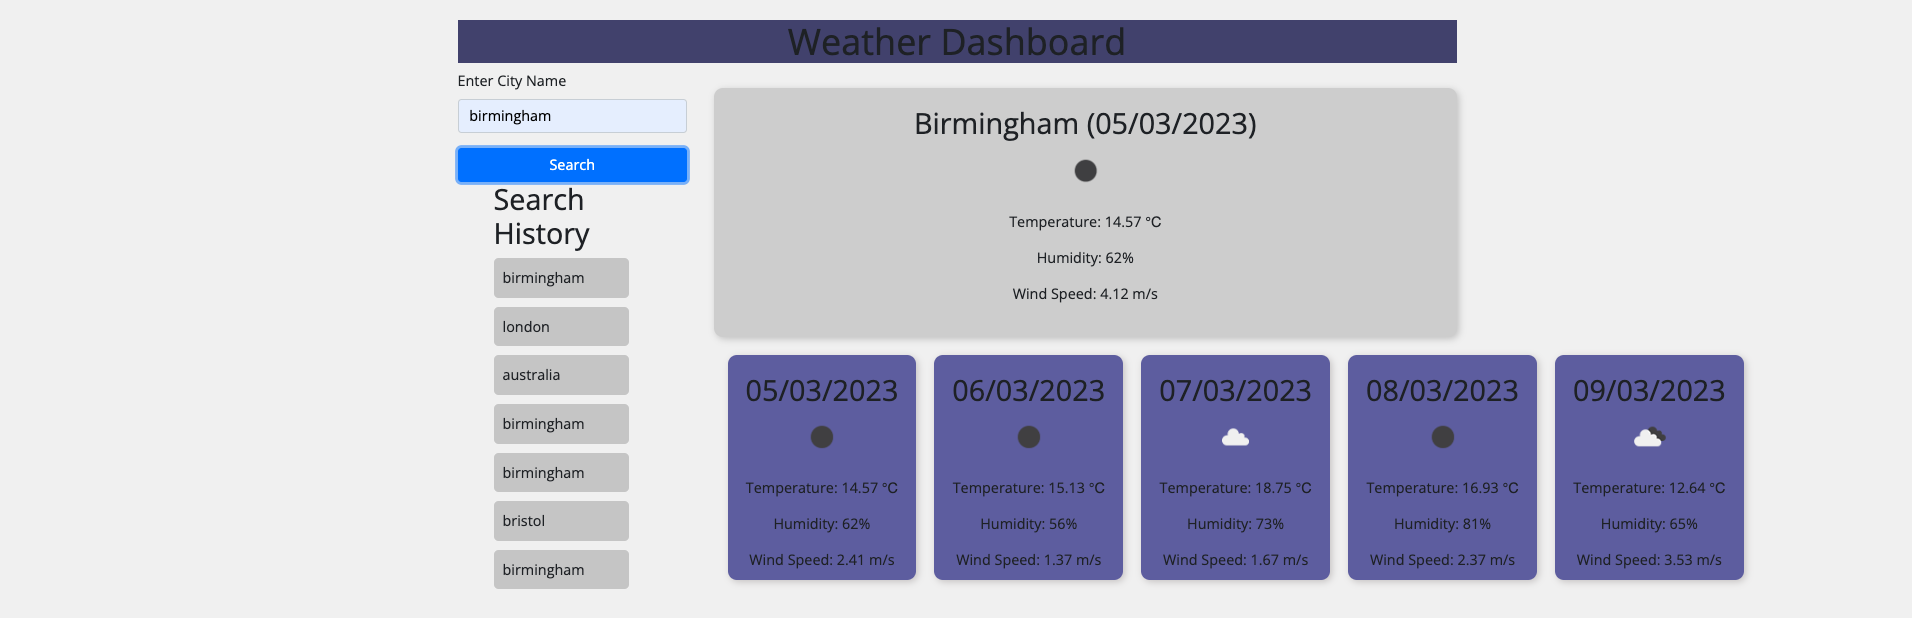 Weather Dashboard
Enter City Name
birmingham
Search
Search
History
birmingham
london
australia
birmingham
birmingham
bristol
birmingham
Birmingham (05/03/2023)
Temperature: 14.57 °C
Humidity: 62%
Wind Speed: 4.12 m/s
05/03/2023
Temperature: 14.57 °C
Humidity: 62%
Wind Speed: 2.41 m/s
06/03/2023
Temperature: 15.13 °C
Humidity: 56%
Wind Speed: 1.37 m/s
07/03/2023
Temperature: 18.75 °C
Humidity: 73%
Wind Speed: 1.67 m/s
08/03/2023
Temperature: 16.93 °C
Humidity: 81%
Wind Speed: 2.37 m/s
09/03/2023
Temperature: 12.64 °C
Humidity: 65%
Wind Speed: 3.53 m/s